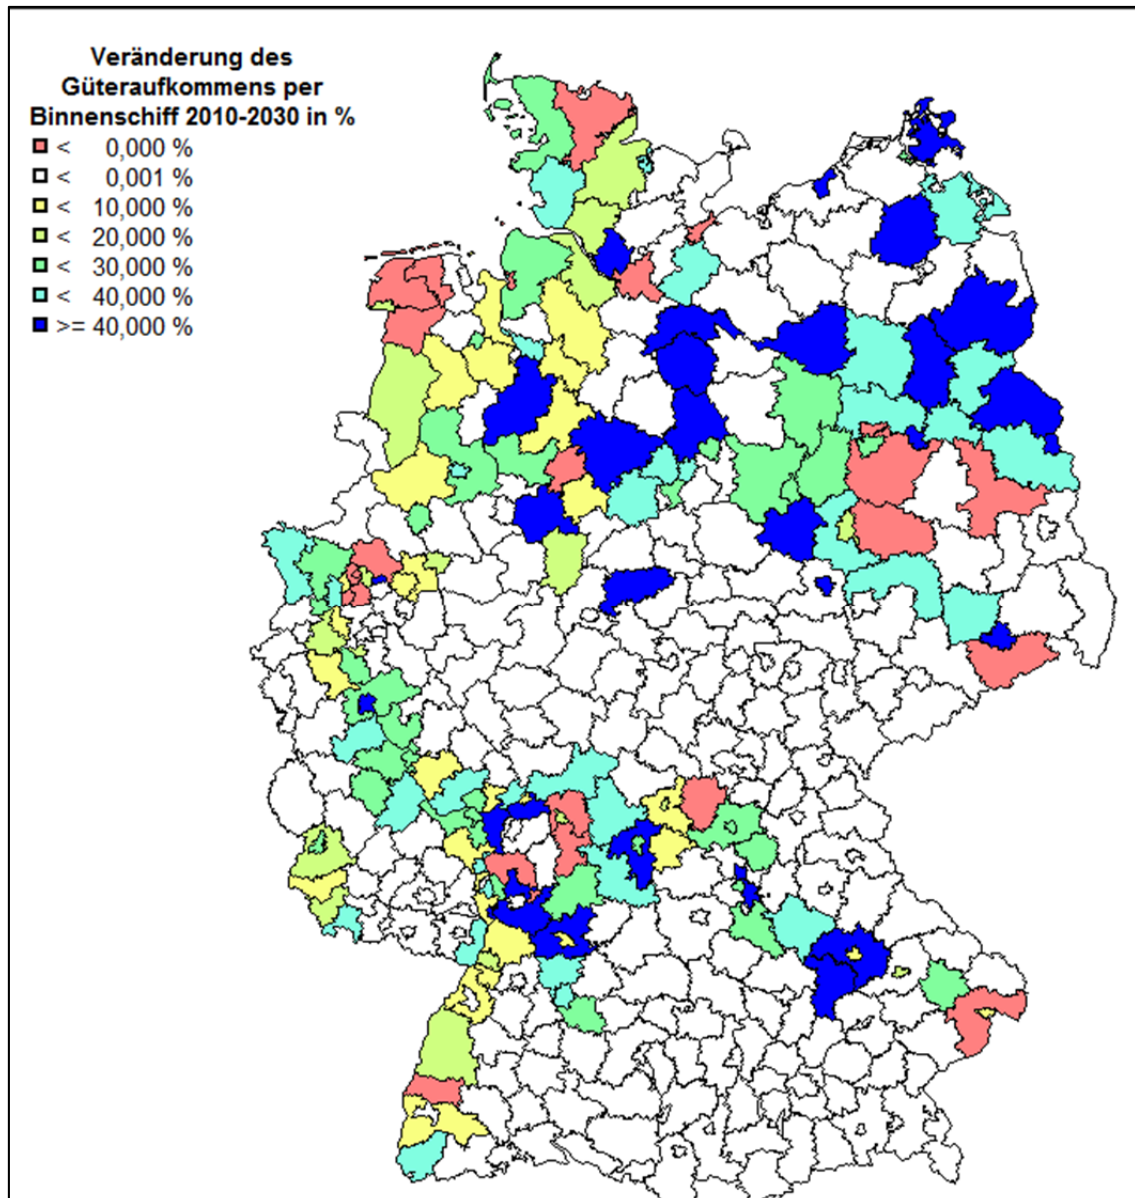 Veränderung des
Güteraufkommens per
Binnenschiff 2010-2030 in %
< 0,000 %
< 0,001 %
< 10,000 %
< 20,000 %
< 30,000 %
< 40,000 %
>= 40,000 %